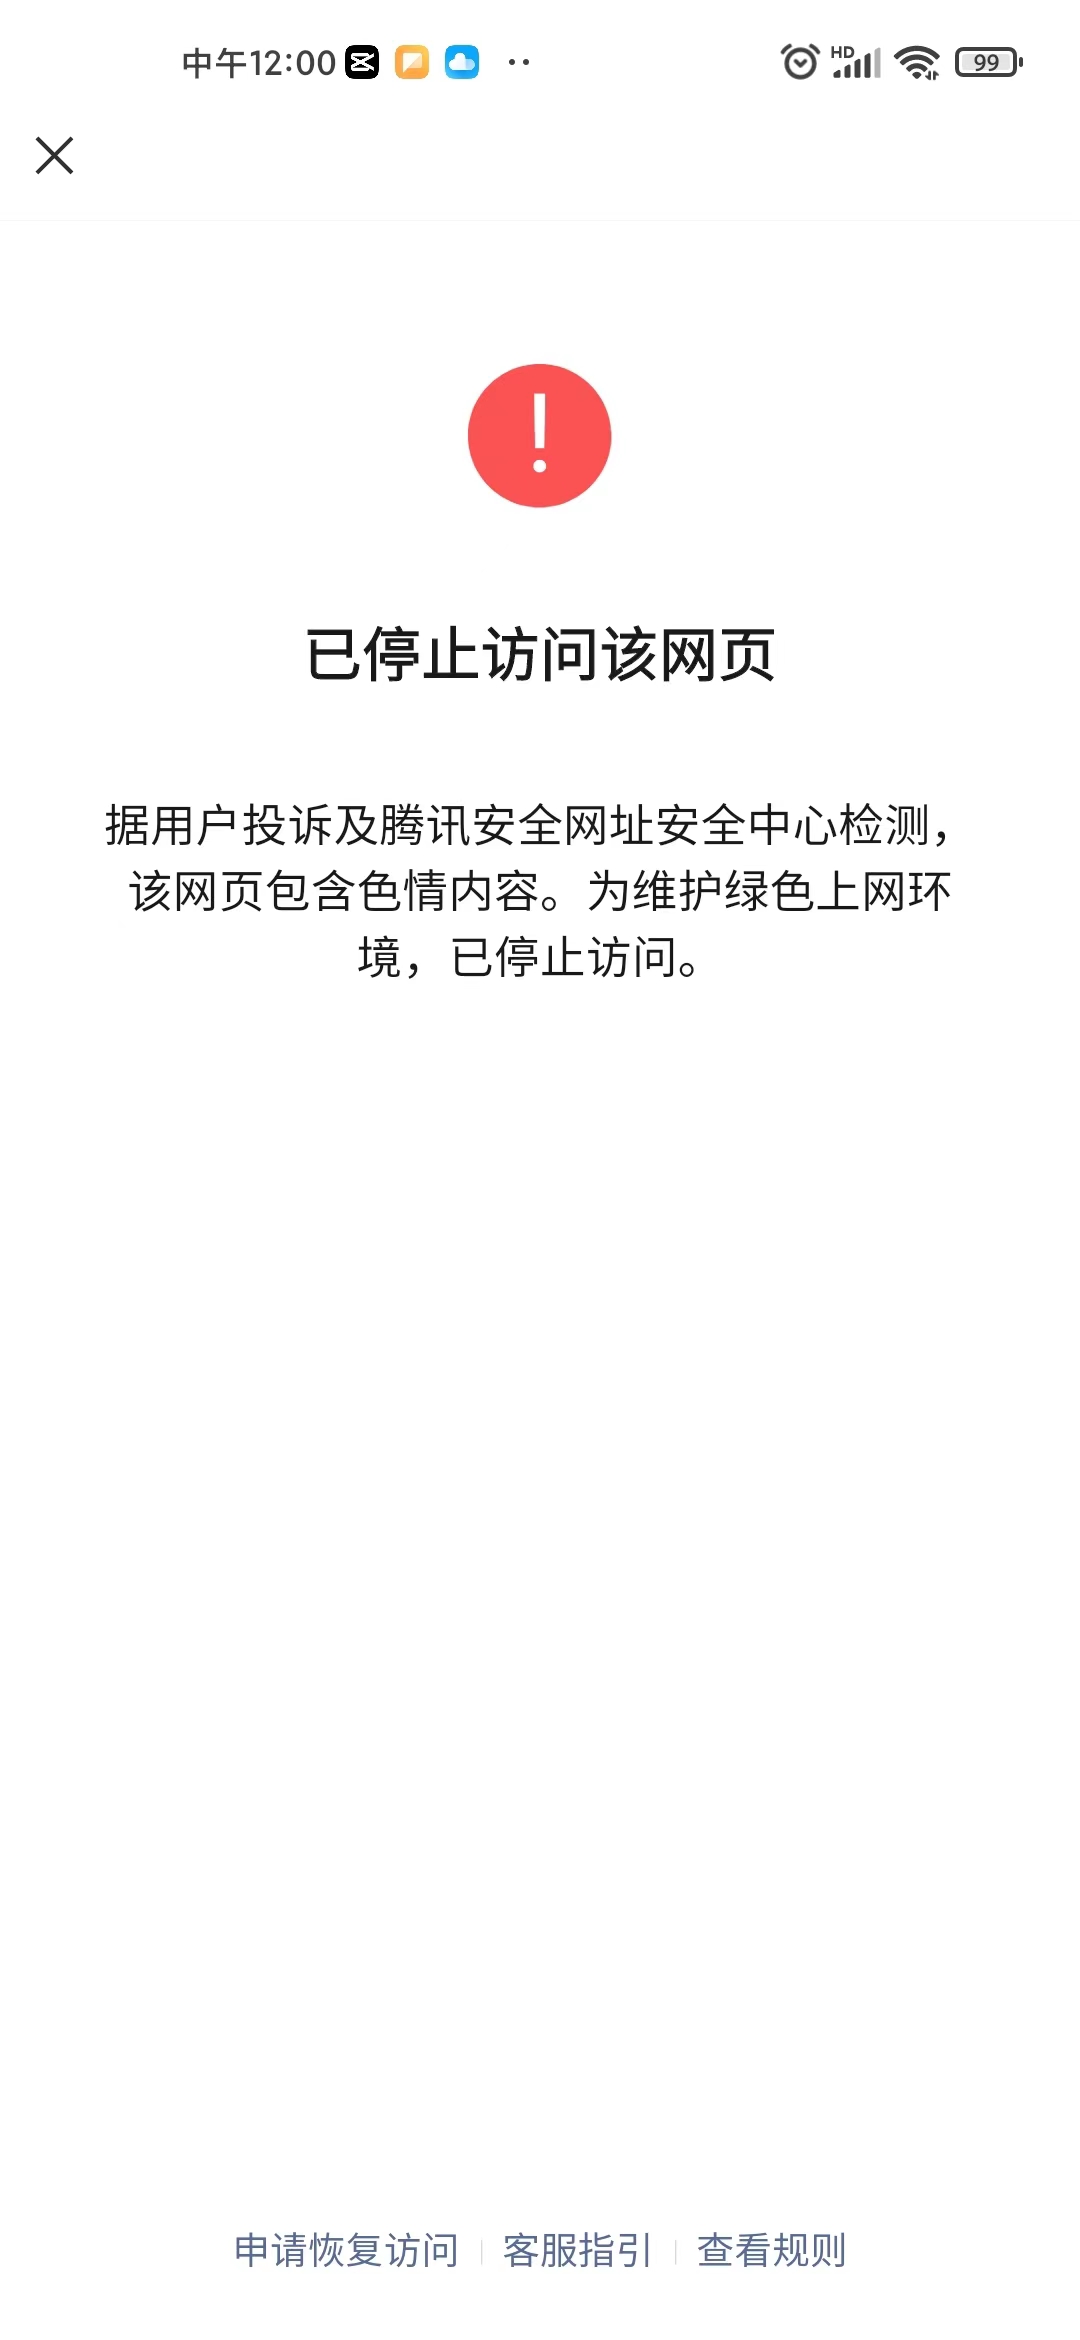 中午12:00
HD
99
已停止访问该网页
据用户投诉及腾讯安全网址安全中心检测，
该网页包含色情内容。为维护绿色上网环
境，已停止访问。
申请恢复访问 客服指引 查看规则